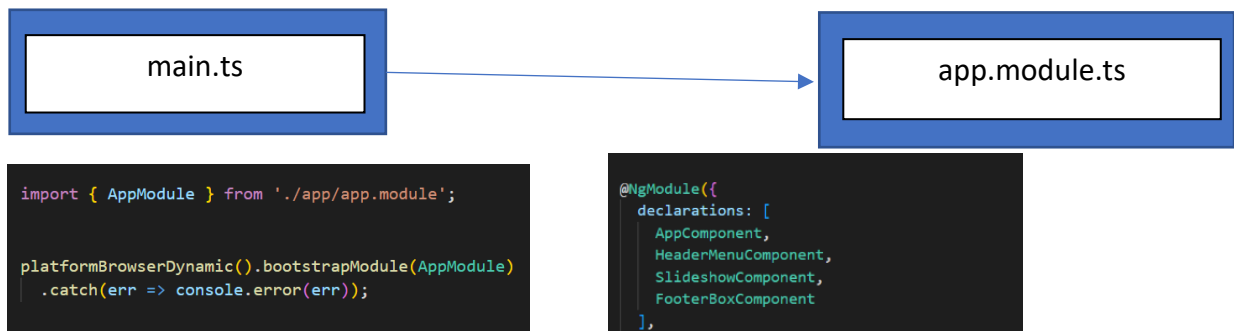 main.ts
app.module.ts
import { AppModule } from './app/app.module';
platformBrowserDynamic().bootstrapModule(AppModule)
.catch(err => console.error(err));
@NgModule({
declarations: [
AppComponent,
HeaderMenuComponent,
SlideshowComponent,
FooterBoxComponent
],